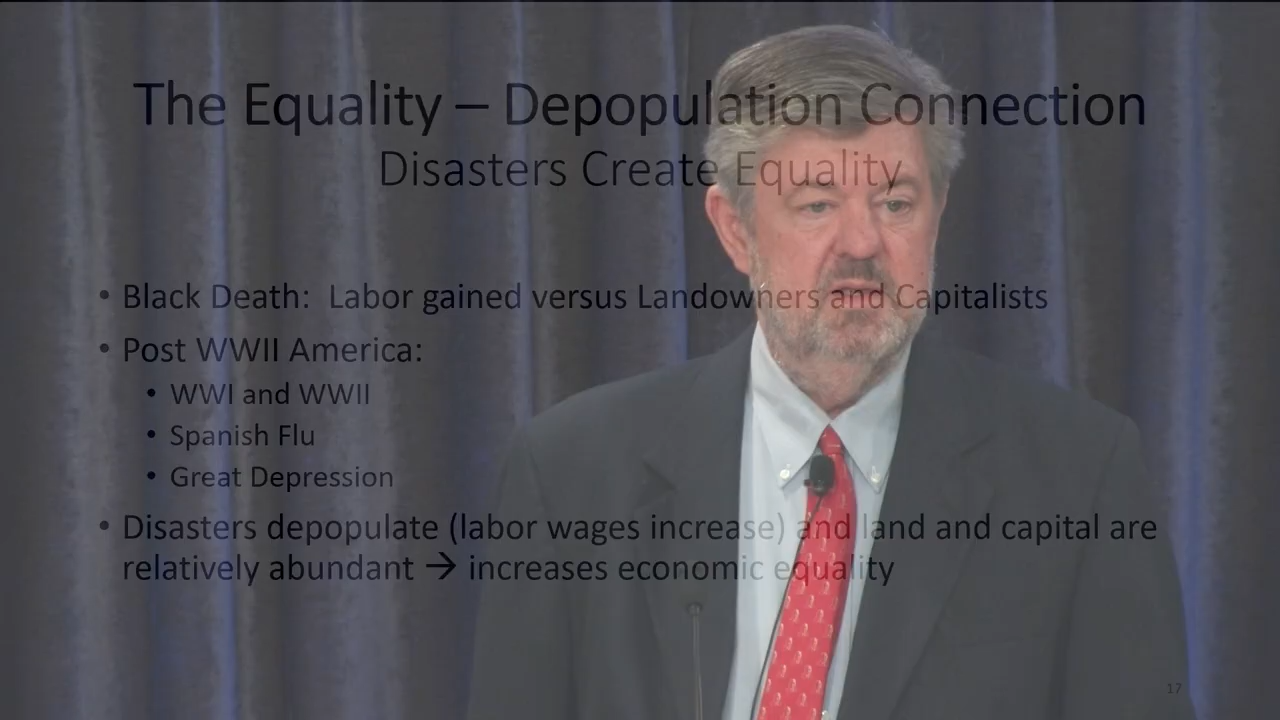 The Equality – Depopulation Connection
Disasters Create Equality
• Black Death: Labor gained versus Landowners and Capitalists
• Post WWII America:
• WWI and WWII
• Spanish Flu
• Great Depression
• Disasters depopulate (labor wages increase) and land and capital are
relatively abundant → increases economic equality
17